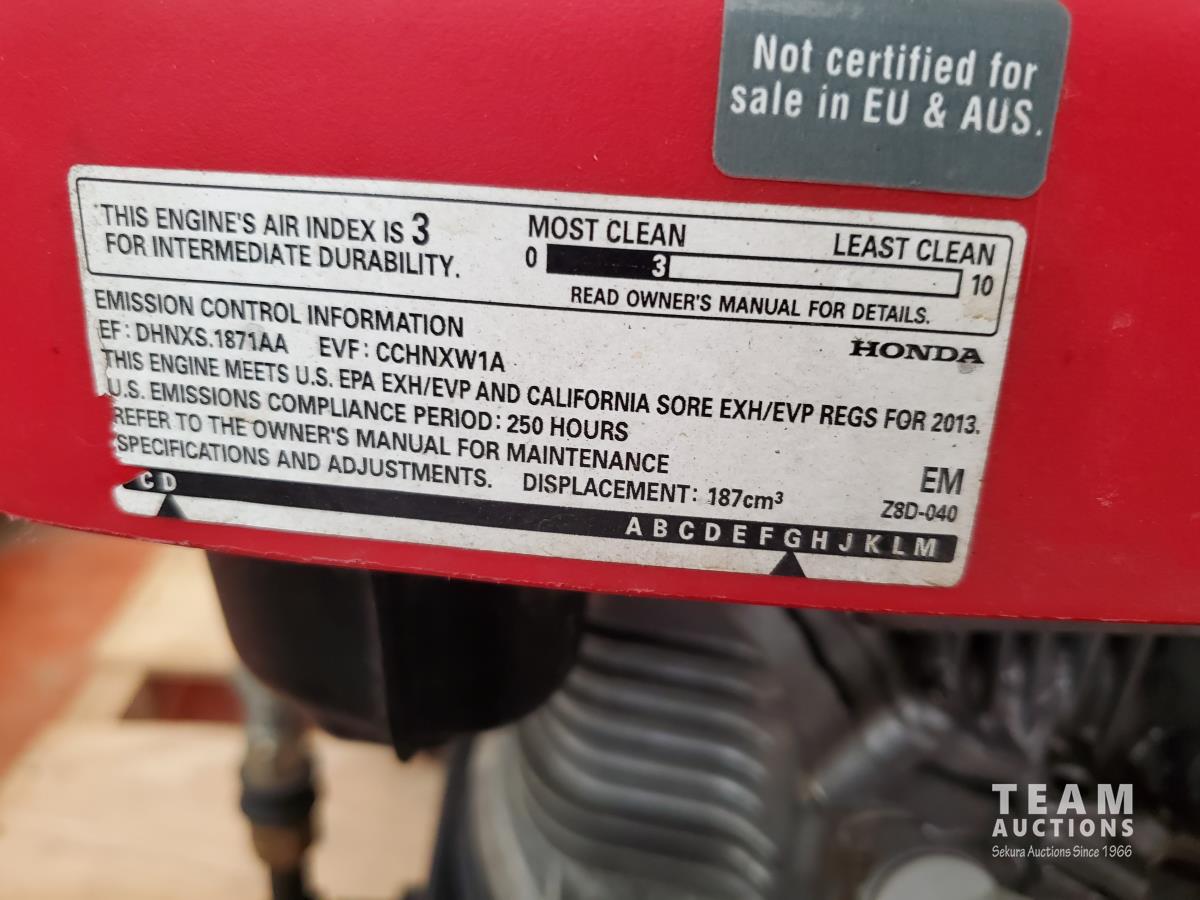 Not certified for
sale in EU & AUS.
THIS ENGINE'S AIR INDEX IS 3
FOR INTERMEDIATE DURABILITY.
MOST CLEAN
LEAST CLEAN
0 3 10
READ OWNER'S MANUAL FOR DETAILS.
EMISSION CONTROL INFORMATION
HONDA
EF: DHNXS.1871AA EVF: CCHNXW1A
THIS ENGINE MEETS U.S. EPA EXH/EVP AND CALIFORNIA SORE EXH/EVP REGS FOR 2013.
U.S. EMISSIONS COMPLIANCE PERIOD: 250 HOURS
REFER TO THE OWNER'S MANUAL FOR MAINTENANCE
SPECIFICATIONS AND ADJUSTMENTS. DISPLACEMENT: 187cm³
EM
Z8D-040
C D
A B C D E F G H J K L M
TEAM
AUCTIONS
Sekura Auctions Since 1966